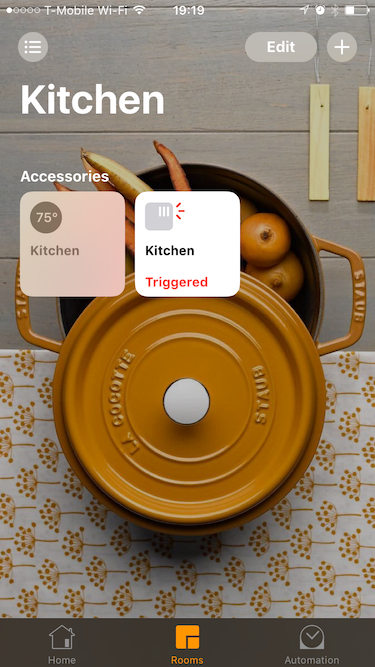 T-Mobile Wi-Fi 19:19
Edit
Kitchen
Accessories
75°
Kitchen
Kitchen
Triggered
STAUB
STAUB
LA COCOTTE
STAUB
Home
Rooms
Automation